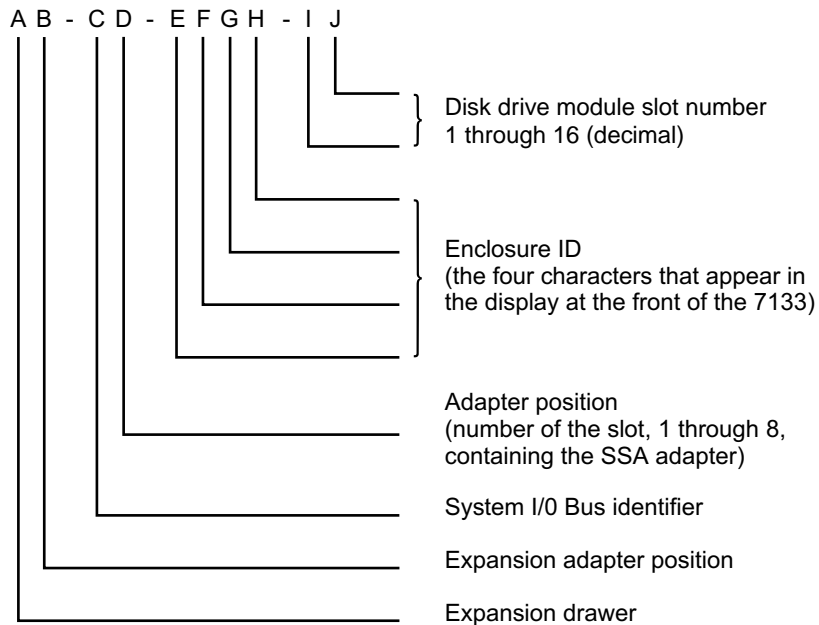 A B - C D - E F G H - I J
Disk drive module slot number
1 through 16 (decimal)
Enclosure ID
(the four characters that appear in
the display at the front of the 7133)
Adapter position
(number of the slot, 1 through 8,
containing the SSA adapter)
System I/0 Bus identifier
Expansion adapter position
Expansion drawer